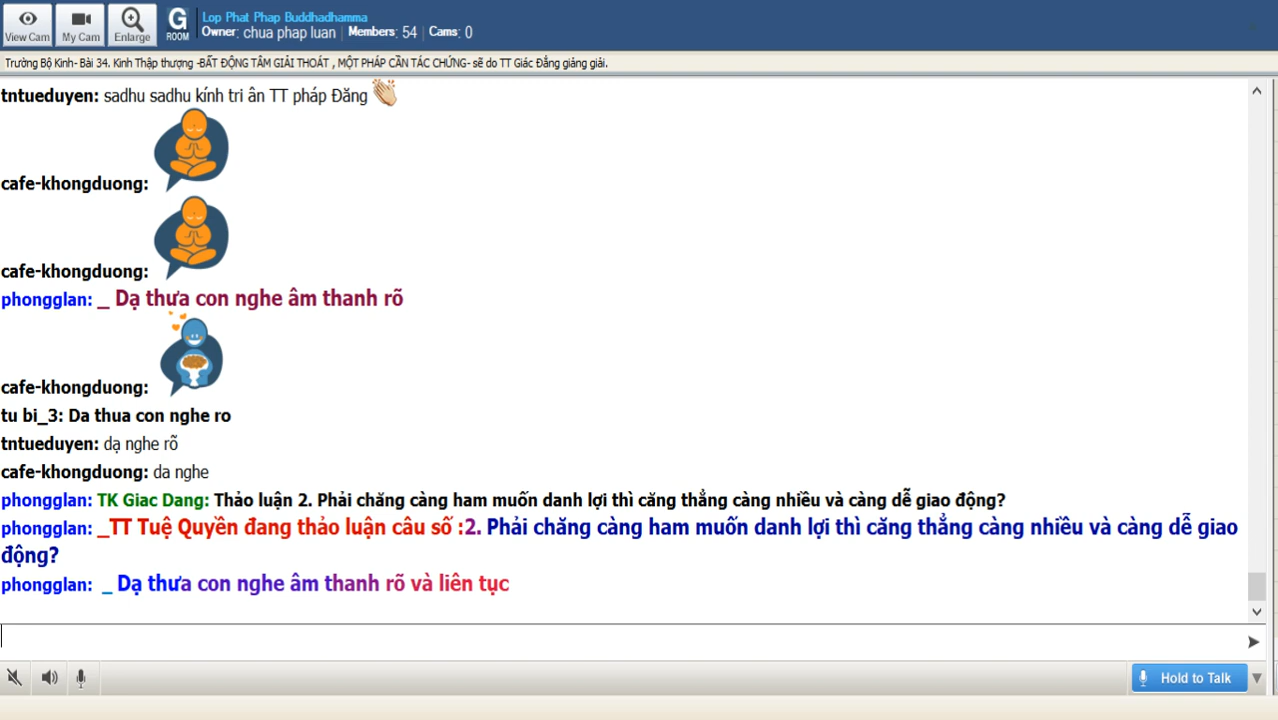 Lop Phat Phap Buddhadhamma
View Cam
My Cam
Enlarge
G
ROOM
Owner: chua phap luan | Members: 54 | Cams: 0
Trường Bộ Kinh- Bài 34. Kinh Thập thượng -BẤT ĐỘNG TÂM GIẢI THOÁT , MỘT PHÁP CẦN TÁC CHỨNG- sẽ do TT Giác Đẳng giảng giải.
tntueduyen: sadhu sadhu kính tri ân TT pháp Đăng
cafe-khongduong:
cafe-khongduong:
phongglan: _ Dạ thưa con nghe âm thanh rõ
cafe-khongduong:
tu bi_3: Da thua con nghe ro
tntueduyen: dạ nghe rõ
cafe-khongduong: da nghe
phongglan: TK Giac Dang: Thảo luận 2. Phải chăng càng ham muốn danh lợi thì căng thẳng càng nhiều và càng dễ giao động?
phongglan: _TT Tuệ Quyền đang thảo luận câu số :2. Phải chăng càng ham muốn danh lợi thì căng thẳng càng nhiều và càng dễ giao
động?
phongglan: _ Dạ thưa con nghe âm thanh rõ và liên tục
Hold to Talk